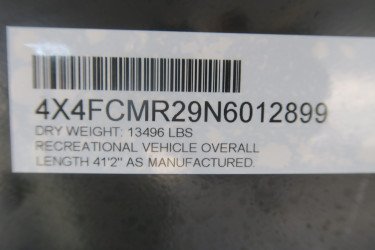 4X4FCMR29N6012899
DRY WEIGHT: 13496 LBS
RECREATIONAL VEHICLE OVERALL
LENGTH 41'2" AS MANUFACTURED.